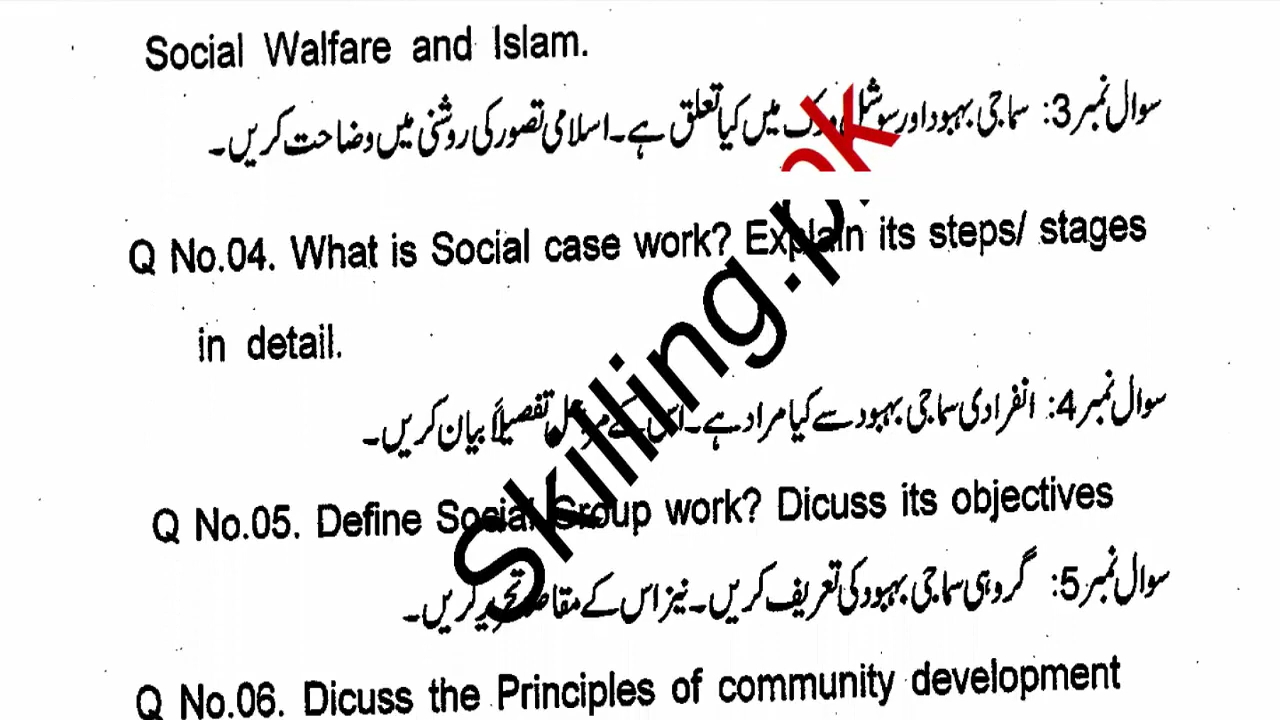 Social Walfare and Islam.
سوال نمبر3: سماجی بہبود اور سوشل ورک میں کیا تعلق ہے۔ اسلامی تصور کی روشنی میں وضاحت کریں۔
Q No.04. What is Social case work? Explain its steps/ stages
in detail.
سوال نمبر4: انفرادی سماجی بہبود سے کیا مراد ہے۔ اس کے مراحل تفصیلاً بیان کریں۔
Q No.05. Define Social Group work? Dicuss its objectives
سوال نمبر5: گروہی سماجی بہبود کی تعریف کریں۔ نیز اس کے مقاصد تحریر کریں۔
Q No.06. Dicuss the Principles of community development
Skilling.pk